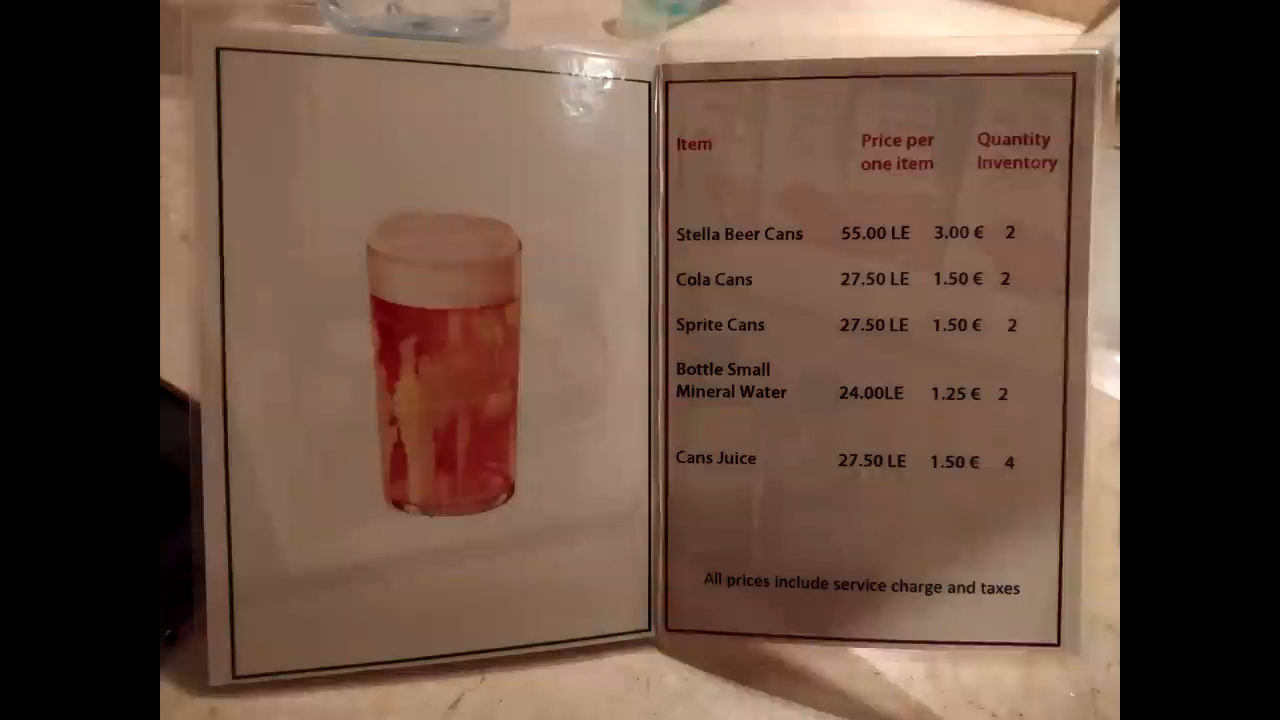 Item Price per one item Quantity Inventory
Stella Beer Cans 55.00 LE 3.00 € 2
Cola Cans 27.50 LE 1.50 € 2
Sprite Cans 27.50 LE 1.50 € 2
Bottle Small
Mineral Water 24.00LE 1.25 € 2
Cans Juice 27.50 LE 1.50 € 4
All prices include service charge and taxes